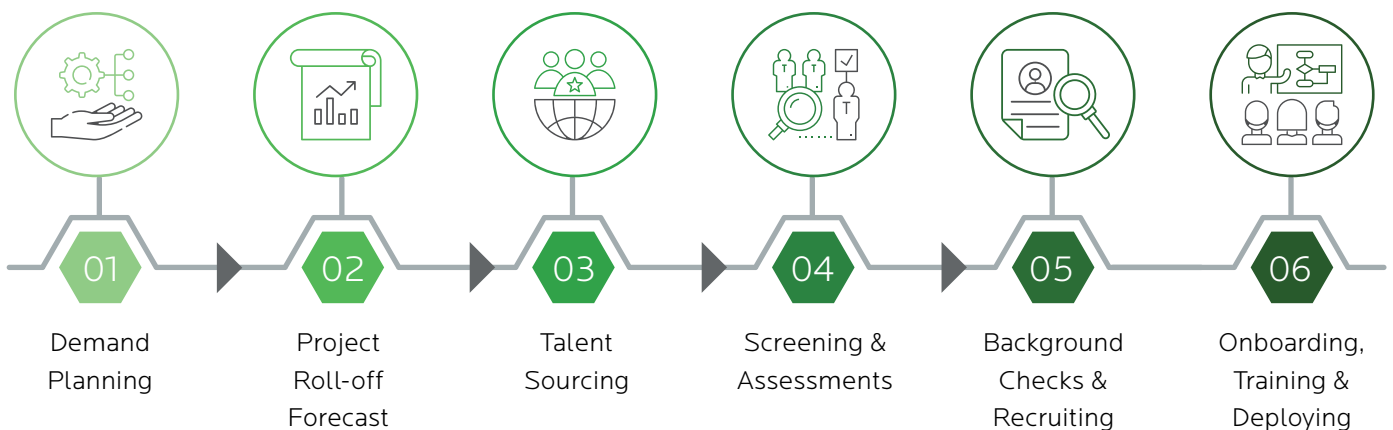 01
02
03
04
05
06
Demand
Planning
Project
Roll-off
Forecast
Talent
Sourcing
Screening &
Assessments
Background
Checks &
Recruiting
Onboarding,
Training &
Deploying